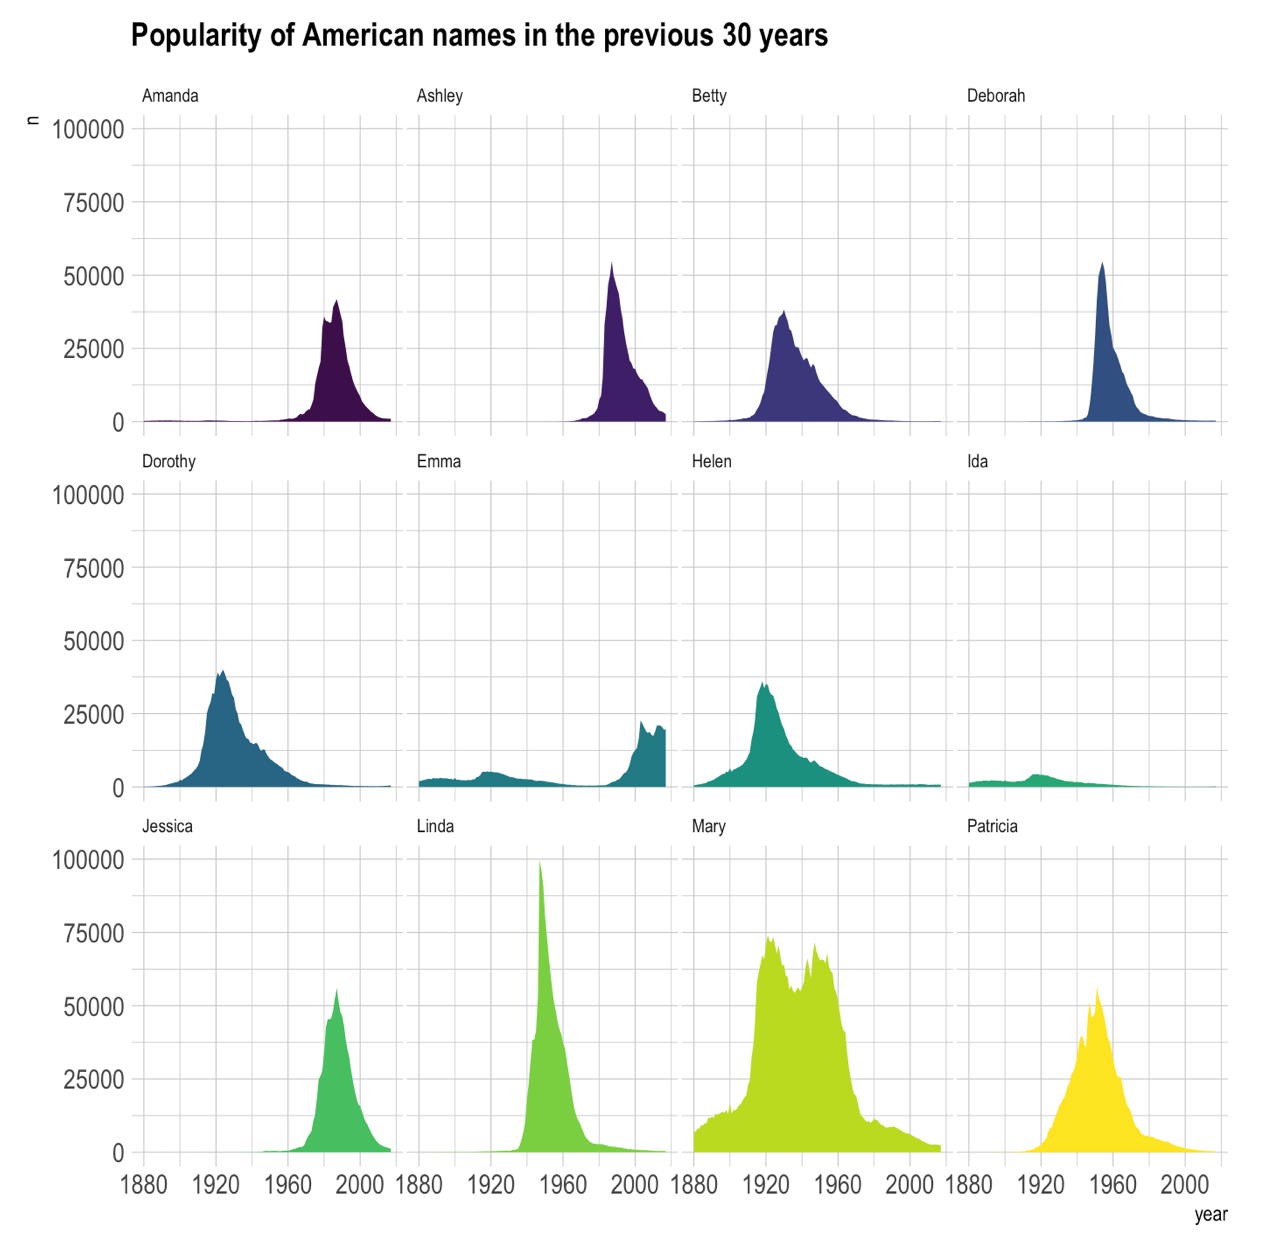 Popularity of American names in the previous 30 years
Amanda Ashley Betty Deborah
n
100000
75000
50000
25000
0
Dorothy Emma Helen Ida
100000
75000
50000
25000
0
Jessica Linda Mary Patricia
100000
75000
50000
25000
0
1880 1920 1960 2000 1880 1920 1960 2000 1880 1920 1960 2000 1880 1920 1960 2000
year